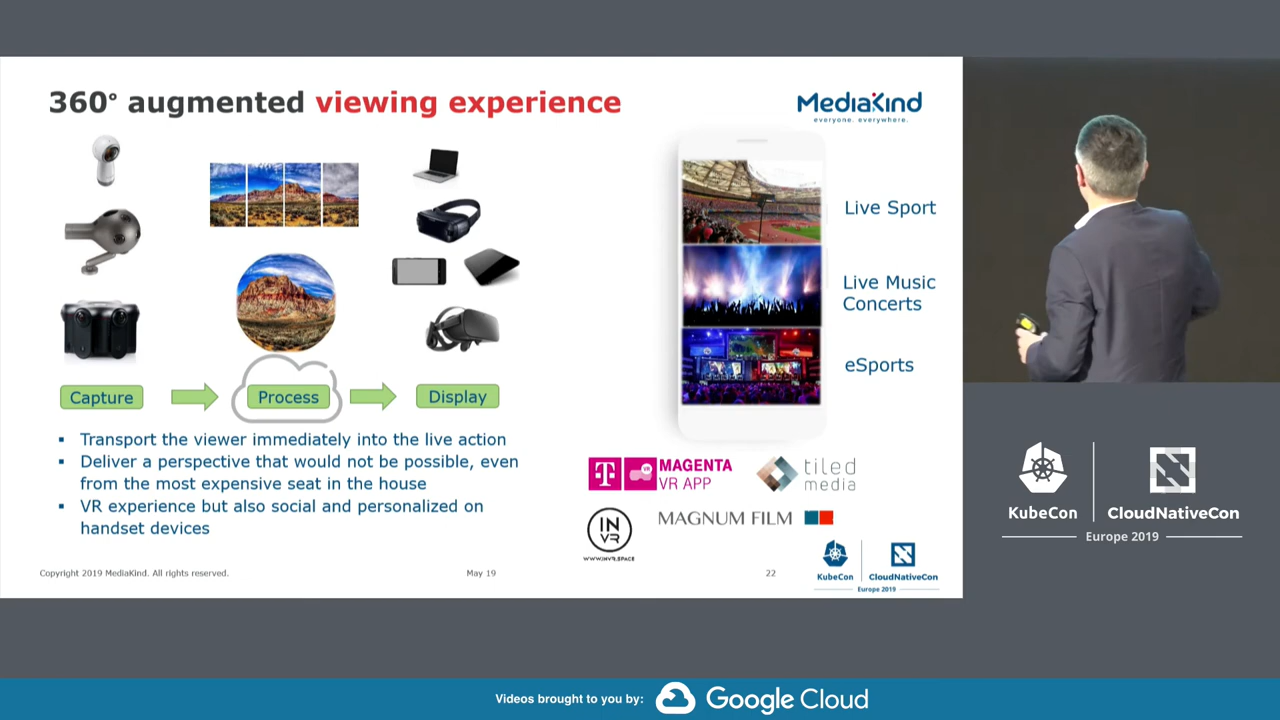 360° augmented viewing experience
MediaKind
everyone. everywhere.
Live Sport
Live Music
Concerts
eSports
Capture
Process
Display
▪ Transport the viewer immediately into the live action
▪ Deliver a perspective that would not be possible, even
from the most expensive seat in the house
▪ VR experience but also social and personalized on
handset devices
T
VR
MAGENTA
VR APP
tiled
media
IN
VR
WWW.INVR.SPACE
MAGNUM FILM
Copyright 2019 MediaKind. All rights reserved.
May 19
22
KubeCon
CloudNativeCon
Europe 2019
KubeCon
CloudNativeCon
Europe 2019
Videos brought to you by:
Google Cloud